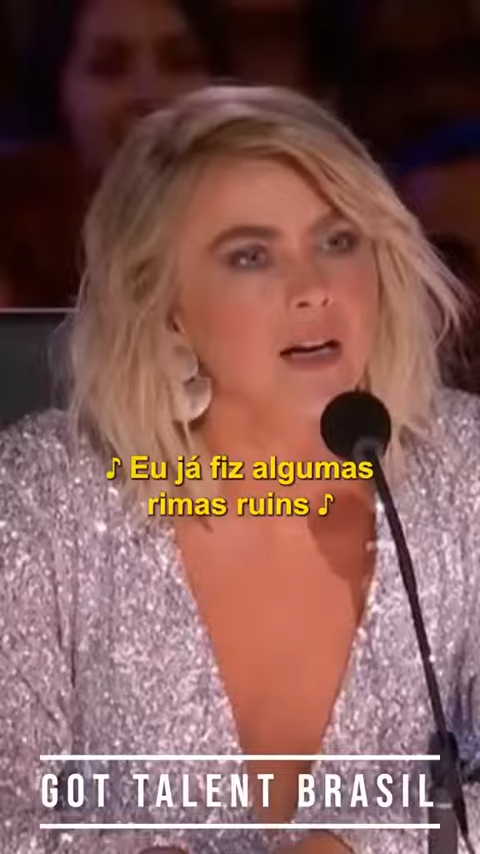 ♪ Eu já fiz algumas
rimas ruins ♪
GOT TALENT BRASIL